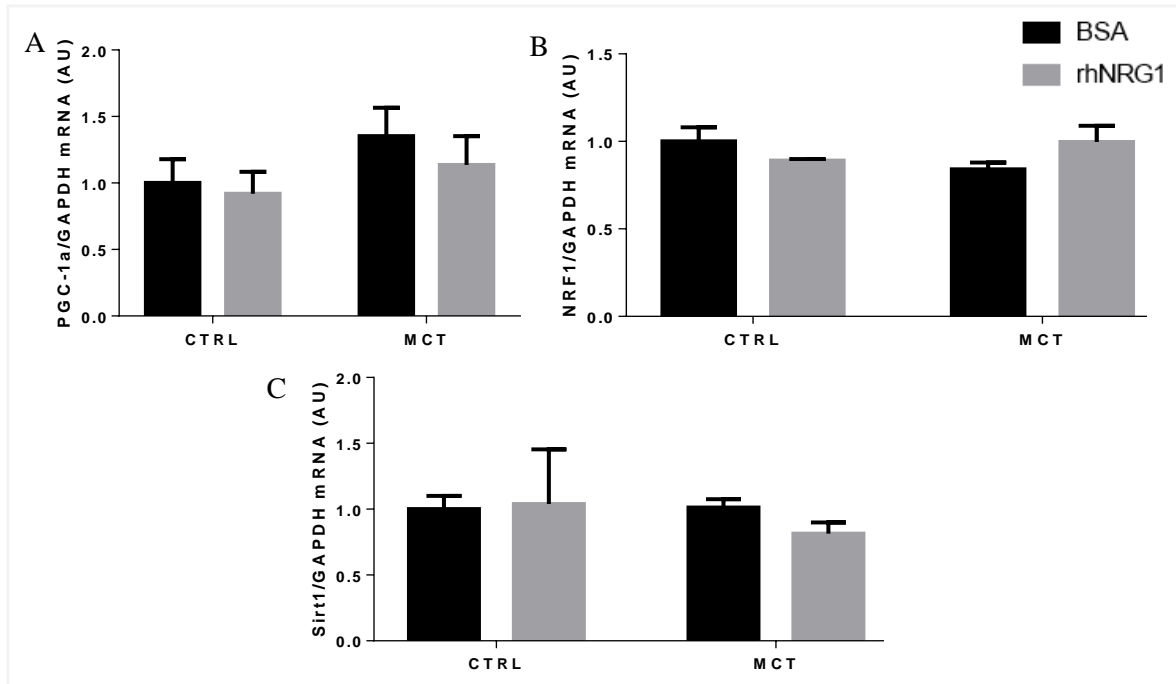 A
PGC-1a/GAPDH mRNA (AU)
2.0
1.5
1.0
0.5
0.0
CTRL MCT
B
NRF1/GAPDH mRNA (AU)
1.5
1.0
0.5
0.0
CTRL MCT
BSA
rhNRG1
C
Sirt1/GAPDH mRNA (AU)
2.0
1.5
1.0
0.5
0.0
CTRL MCT